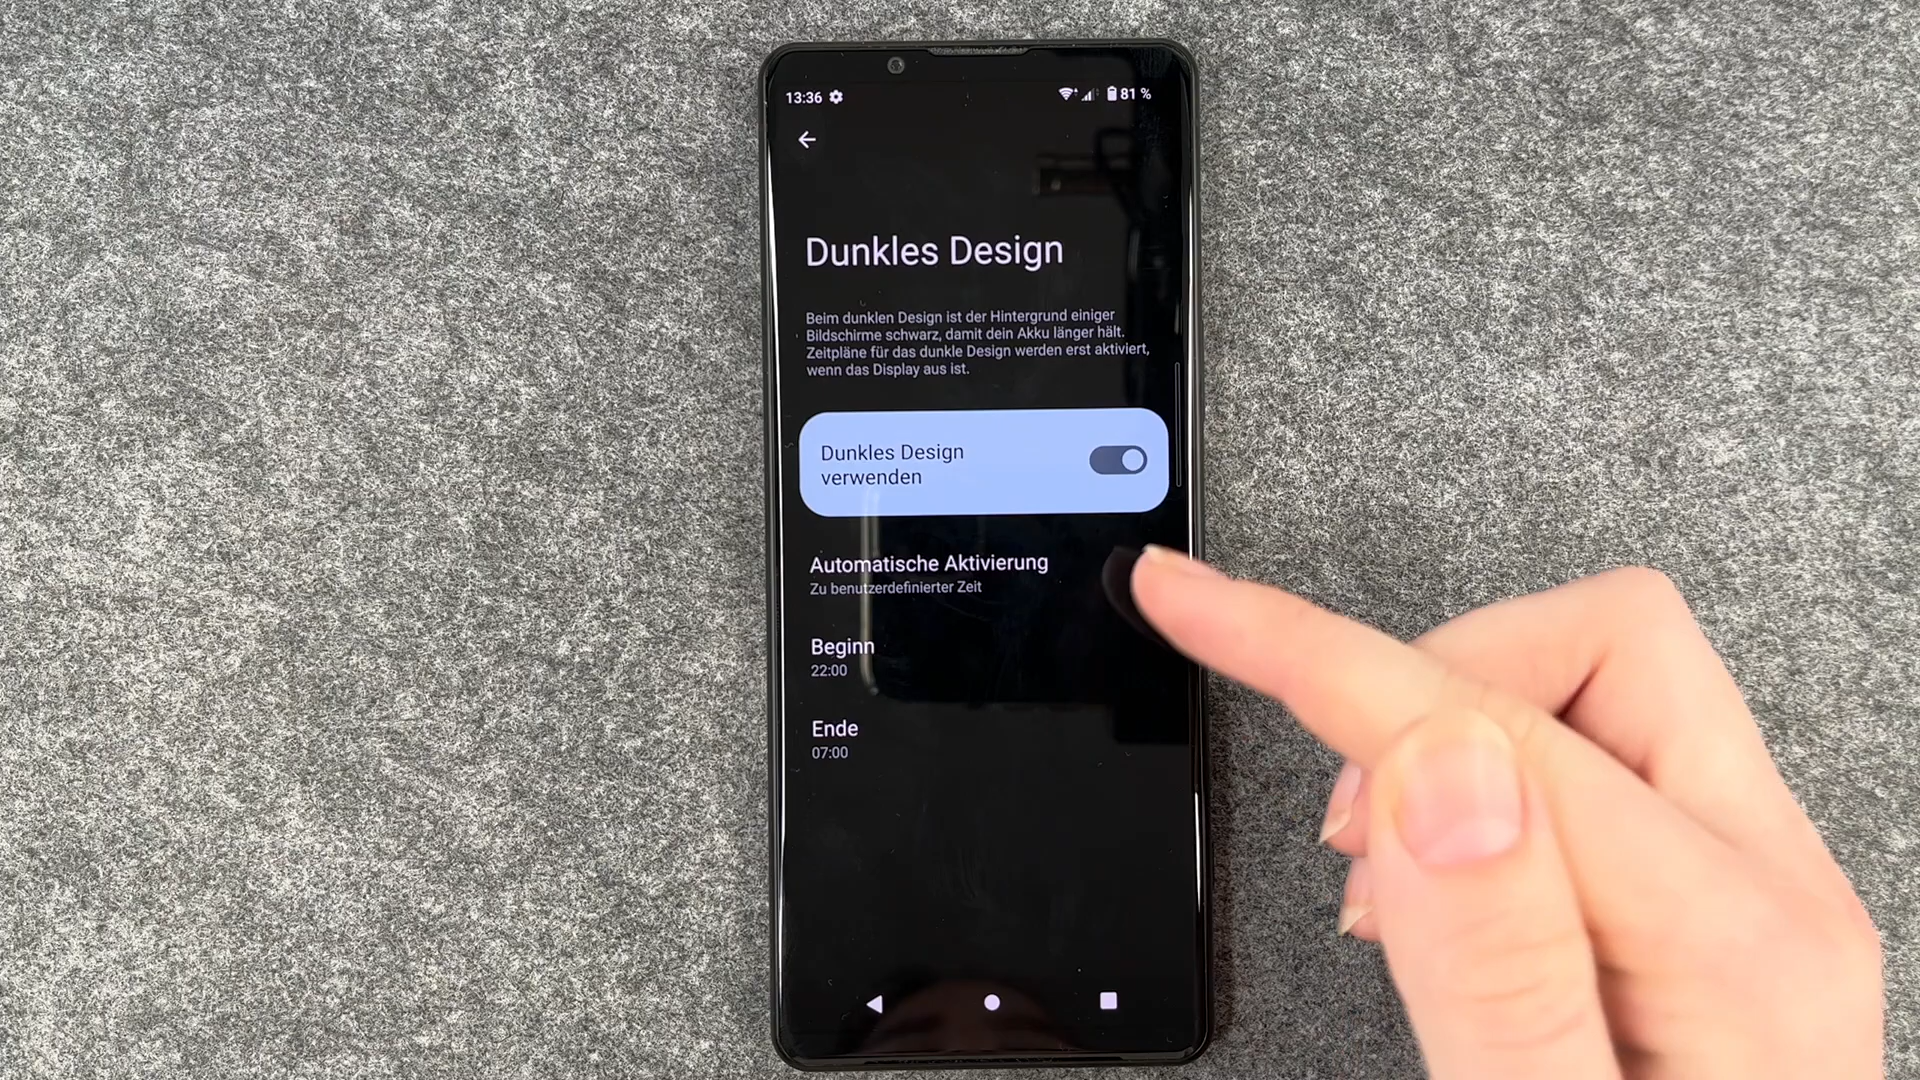 13:36
81 %
Dunkles Design
Beim dunklen Design ist der Hintergrund einiger
Bildschirme schwarz, damit dein Akku länger hält.
Zeitpläne für das dunkle Design werden erst aktiviert,
wenn das Display aus ist.
Dunkles Design
verwenden
Automatische Aktivierung
Zu benutzerdefinierter Zeit
Beginn
22:00
Ende
07:00